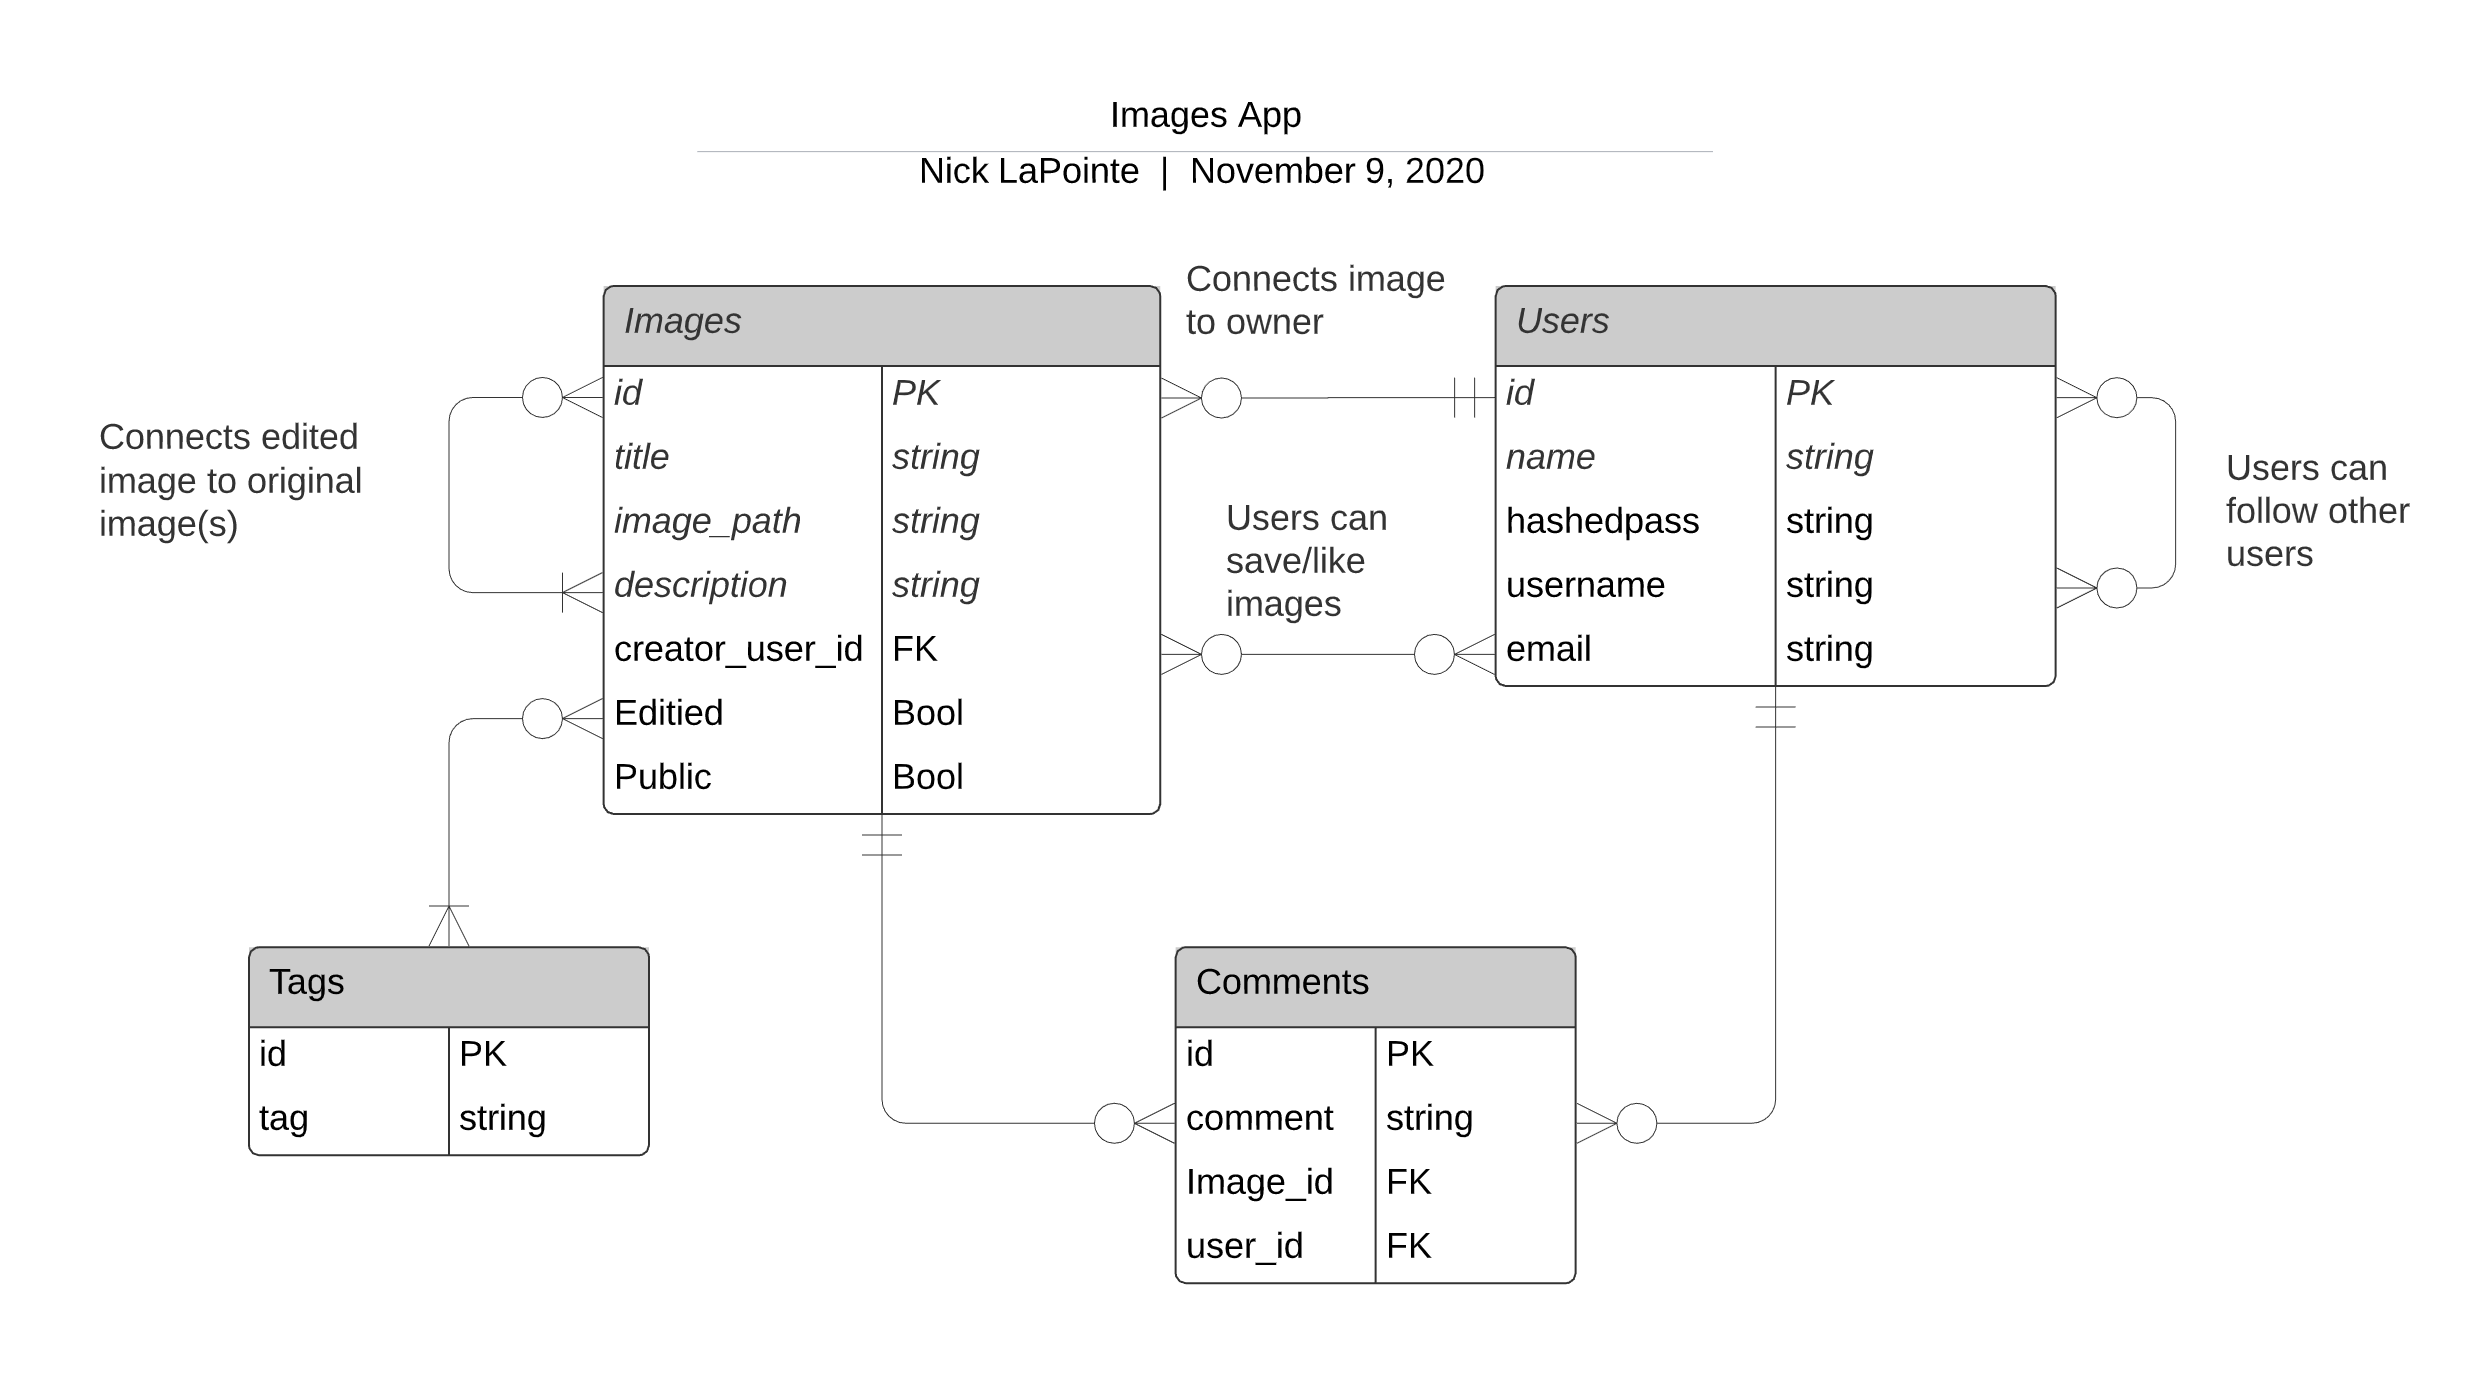 Images App
Nick LaPointe | November 9, 2020
Connects edited
image to original
image(s)
Images
id PK
title string
image_path string
description string
creator_user_id FK
Editied Bool
Public Bool
Connects image
to owner
Users can
save/like
images
Users
id PK
name string
hashedpass string
username string
email string
Users can
follow other
users
Tags
id PK
tag string
Comments
id PK
comment string
Image_id FK
user_id FK